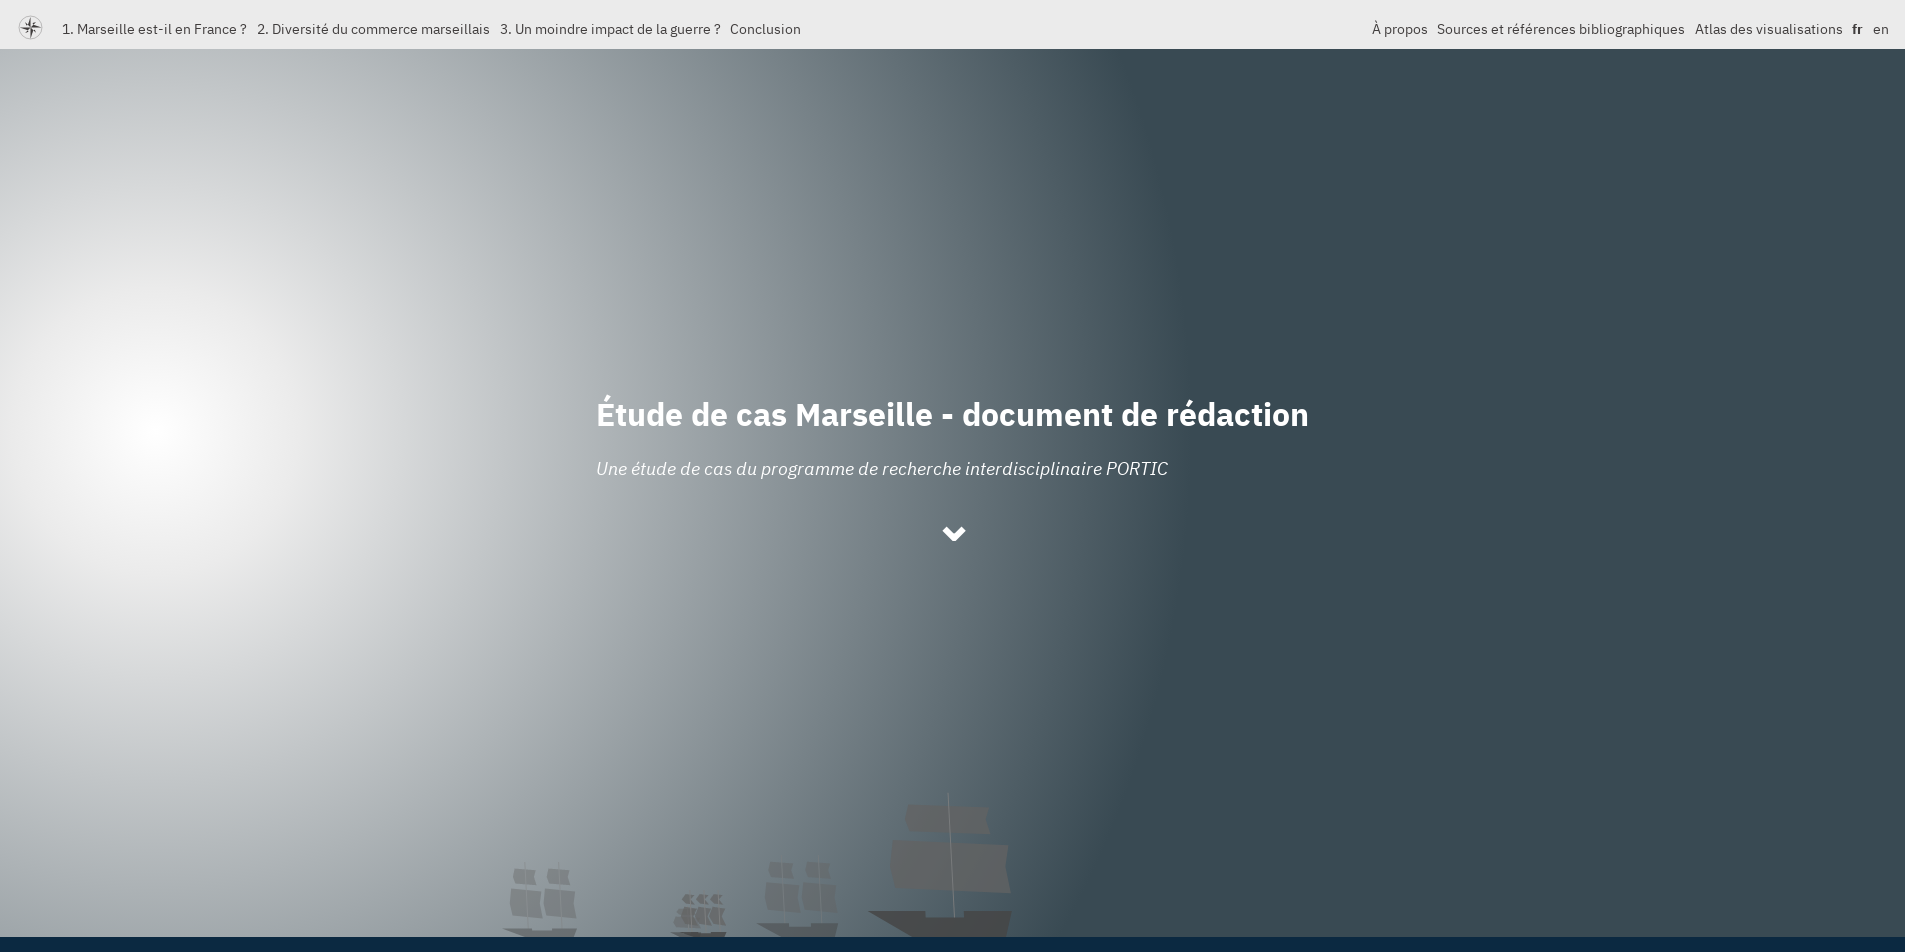 1. Marseille est-il en France ? 2. Diversité du commerce marseillais 3. Un moindre impact de la guerre ? Conclusion À propos Sources et références bibliographiques Atlas des visualisations fr en
Étude de cas Marseille - document de rédaction
Une étude de cas du programme de recherche interdisciplinaire PORTIC